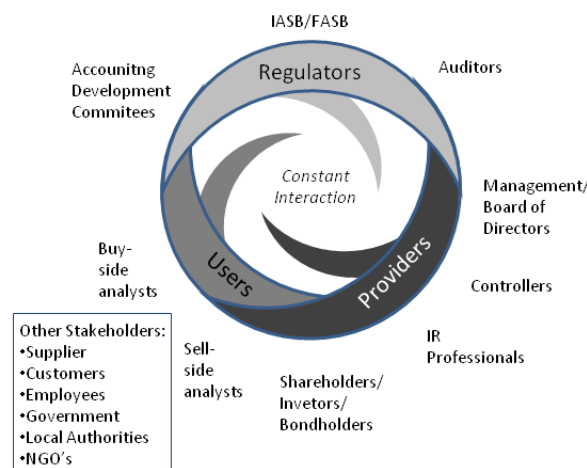 IASB/FASB
Regulators
Auditors
Accounitng
Development
Commitees
Constant
Interaction
Management/
Board of
Directors
Users
Providers
Buy-
side
analysts
Controllers
IR
Professionals
Sell-
side
analysts
Shareholders/
Invetors/
Bondholders
Other Stakeholders:
•Supplier
•Customers
•Employees
•Government
•Local Authorities
•NGO's